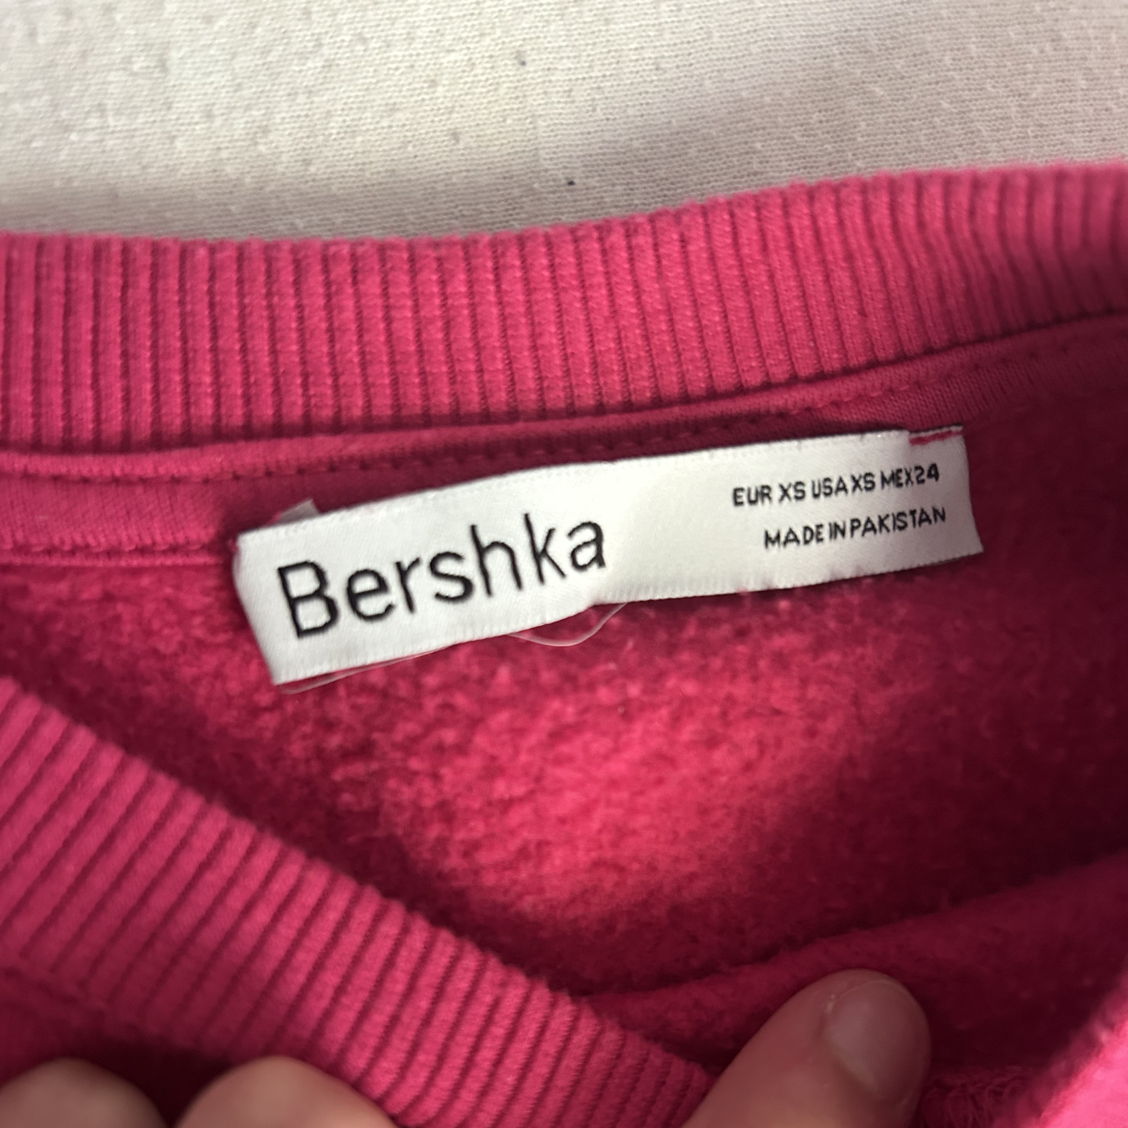 Bershka
EUR XS USA XS MEX 24
MADE IN PAKISTAN